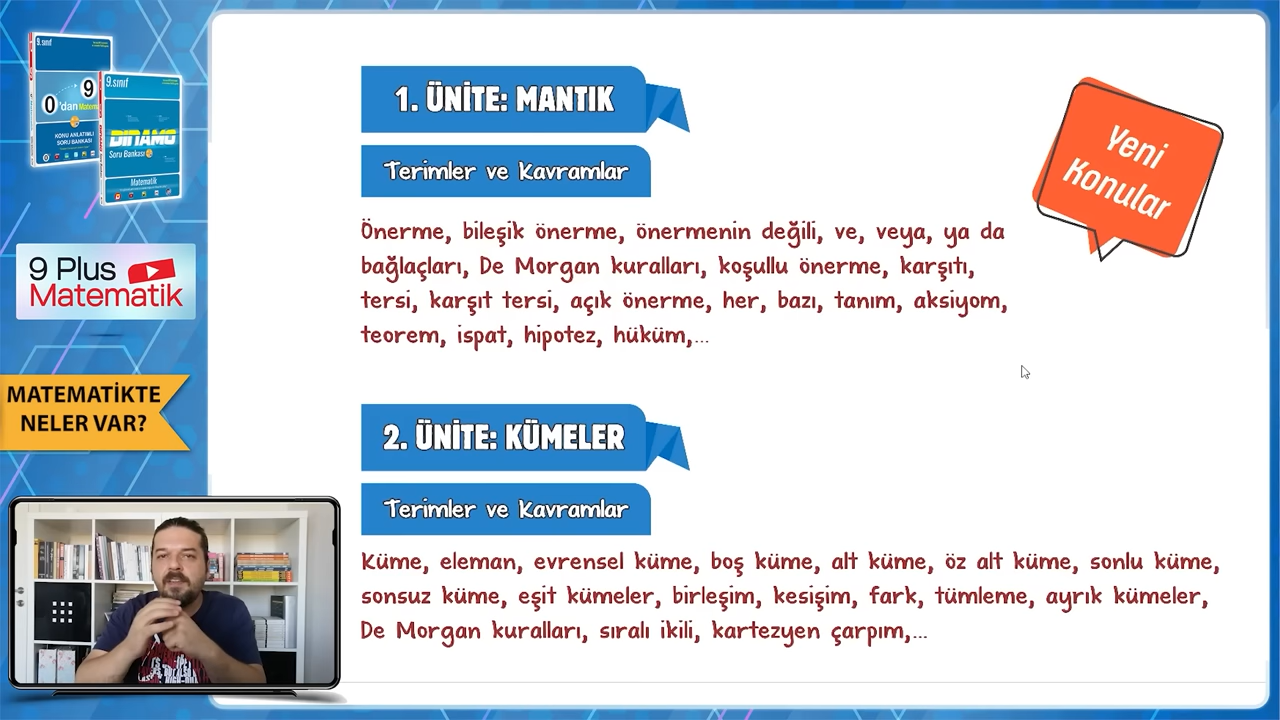 9.sınıf
0'dan 9
Matem
KONU ANLATIMLI
SORU BANKASI
9.sınıf
DİNAMO
Soru Bankası
Matematik
9 Plus
Matematik
MATEMATİKTE
NELER VAR?
1. ÜNİTE: MANTIK
Terimler ve Kavramlar
Yeni
Konular
Önerme, bileşik önerme, önermenin değili, ve, veya, ya da
bağlaçları, De Morgan kuralları, koşullu önerme, karşıtı,
tersi, karşıt tersi, açık önerme, her, bazı, tanım, aksiyom,
teorem, ispat, hipotez, hüküm,...
2. ÜNİTE: KÜMELER
Terimler ve Kavramlar
Küme, eleman, evrensel küme, boş küme, alt küme, öz alt küme, sonlu küme,
sonsuz küme, eşit kümeler, birleşim, kesişim, fark, tümleme, ayrık kümeler,
De Morgan kuralları, sıralı ikili, kartezyen çarpım,...